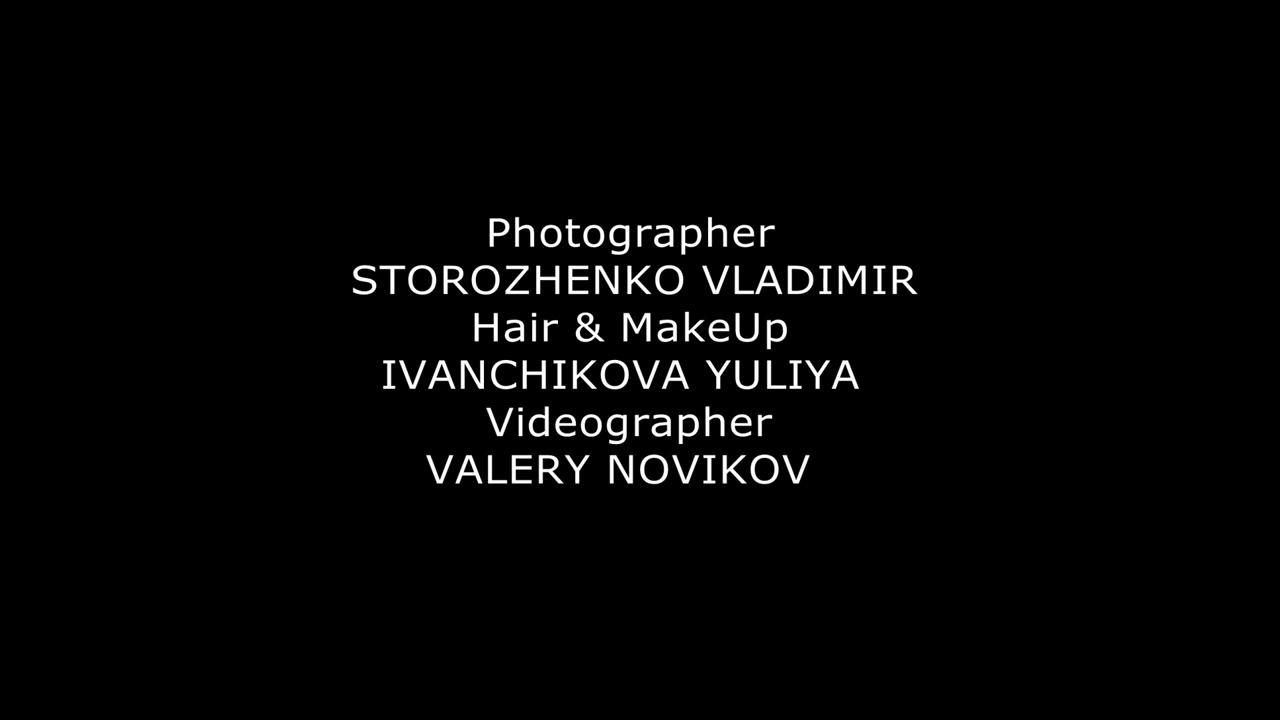 Photographer
STOROZHENKO VLADIMIR
Hair & MakeUp
IVANCHIKOVA YULIYA
Videographer
VALERY NOVIKOV